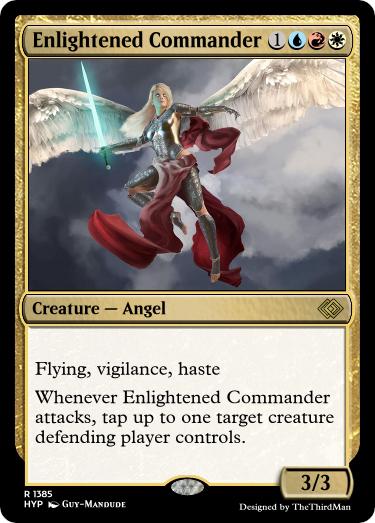 Enlightened Commander 1
Creature — Angel
Flying, vigilance, haste
Whenever Enlightened Commander
attacks, tap up to one target creature
defending player controls.
3/3
R 1385
HYP Guy-Mandude
Designed by TheThirdMan